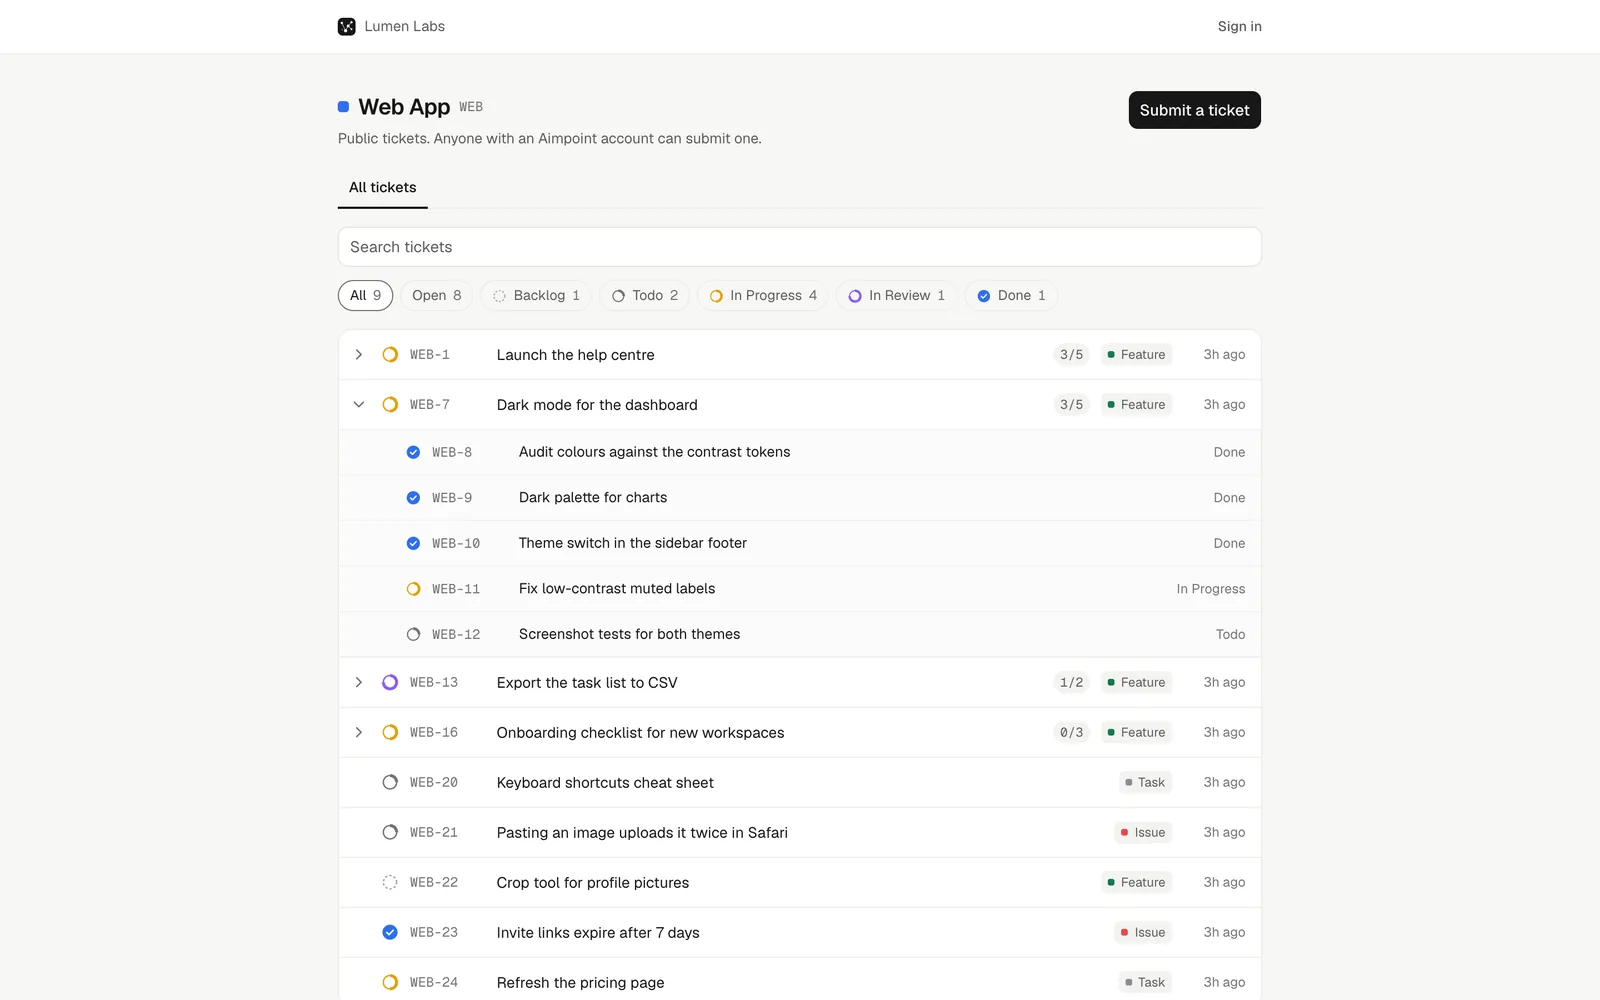 Lumen Labs
Sign in
Web App WEB
Submit a ticket
Public tickets. Anyone with an Aimpoint account can submit one.
All tickets
Search tickets
All 9 Open 8 Backlog 1 Todo 2 In Progress 4 In Review 1 Done 1
WEB-1 Launch the help centre 3/5 Feature 3h ago
WEB-7 Dark mode for the dashboard 3/5 Feature 3h ago
WEB-8 Audit colours against the contrast tokens Done
WEB-9 Dark palette for charts Done
WEB-10 Theme switch in the sidebar footer Done
WEB-11 Fix low-contrast muted labels In Progress
WEB-12 Screenshot tests for both themes Todo
WEB-13 Export the task list to CSV 1/2 Feature 3h ago
WEB-16 Onboarding checklist for new workspaces 0/3 Feature 3h ago
WEB-20 Keyboard shortcuts cheat sheet Task 3h ago
WEB-21 Pasting an image uploads it twice in Safari Issue 3h ago
WEB-22 Crop tool for profile pictures Feature 3h ago
WEB-23 Invite links expire after 7 days Issue 3h ago
WEB-24 Refresh the pricing page Task 3h ago